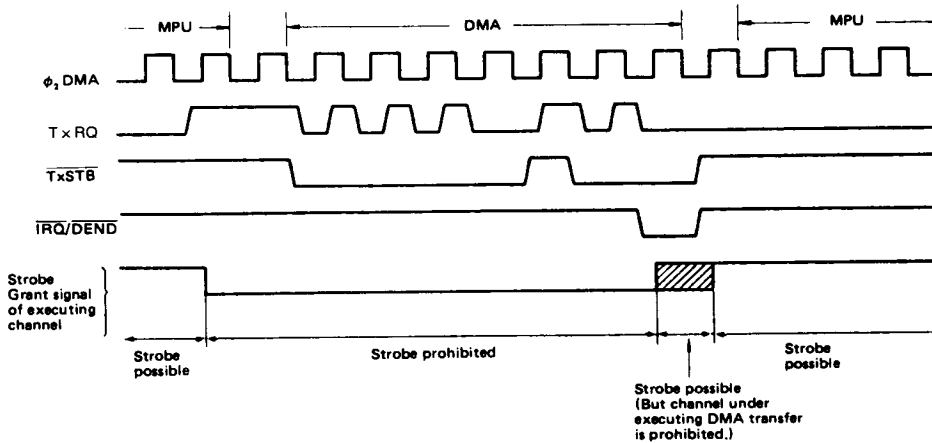 MPU
DMA
MPU
ϕ₂ DMA
T × RQ
TxSTB
IRQ/DEND
Strobe
Grant signal
of executing
channel
Strobe
possible
Strobe prohibited
Strobe
possible
Strobe possible
(But channel under
executing DMA transfer
is prohibited.)